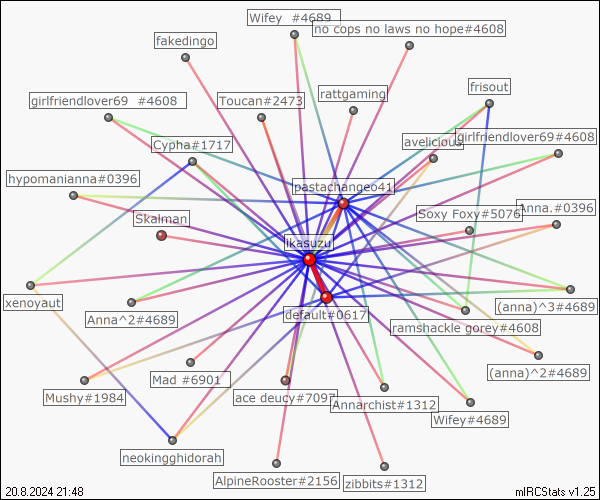 Wifey #4689
no cops no laws no hope#4608
fakedingo
frisout
rattgaming
girlfriendlover69 #4608
Toucan#2473
avelicious
girlfriendlover69#4608
Cypha#1717
hypomanianna#0396
pastachangeo41
Skalman
Soxy Foxy#5076
Anna.#0396
ikasuzu
xenoyaut
(anna)^3#4689
Anna^2#4689
default#0617
ramshackle gorey#4608
Mad #6901
(anna)^2#4689
Mushy#1984
ace deucy#7097
Annarchist#1312
Wifey#4689
neokingghidorah
AlpineRooster#2156
zibbits#1312
20.8.2024 21:48
mIRCStats v1.25